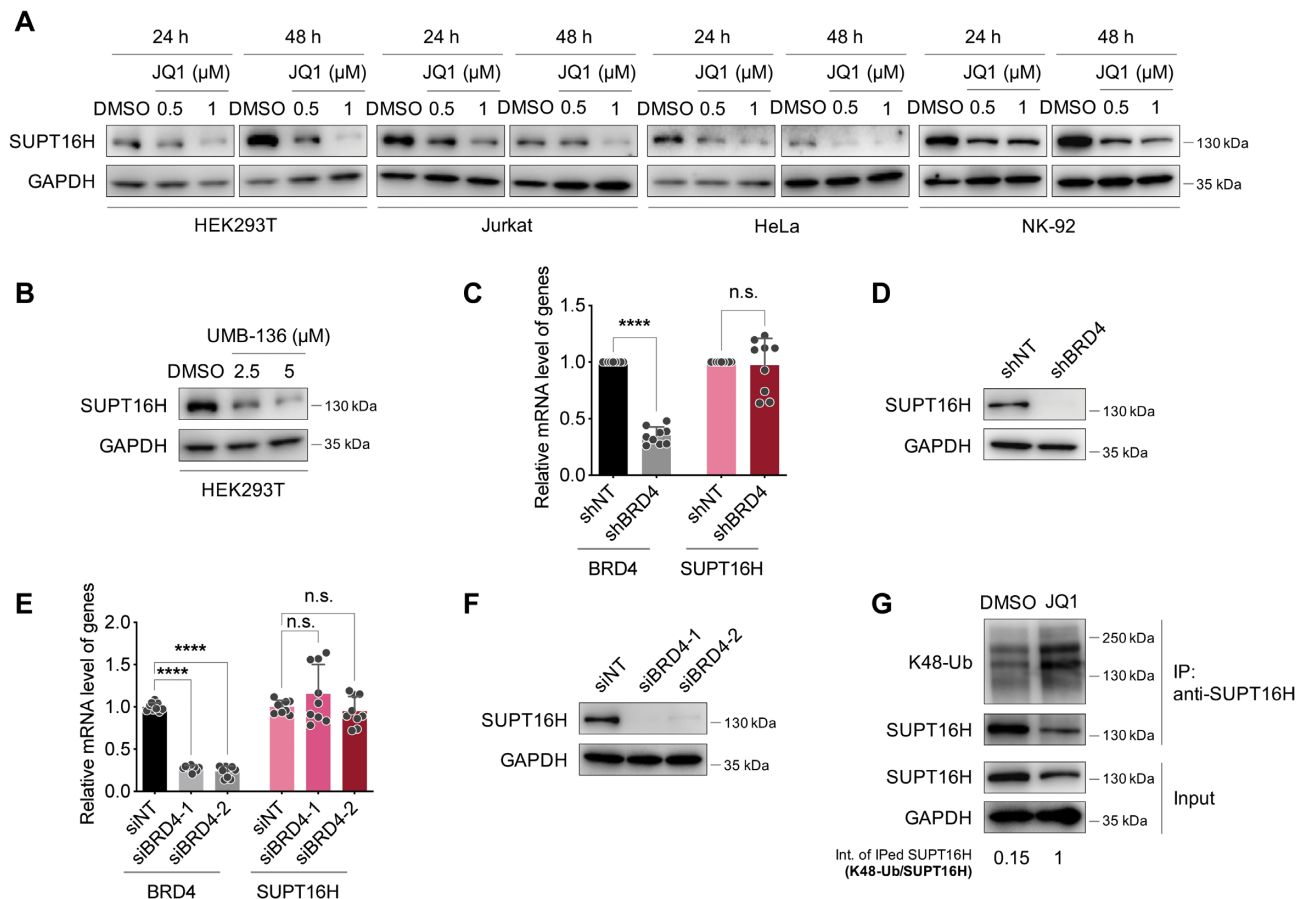 A
24 h 48 h 24 h 48 h 24 h 48 h 24 h 48 h
JQ1 (µM) JQ1 (µM) JQ1 (µM) JQ1 (µM) JQ1 (µM) JQ1 (µM) JQ1 (µM) JQ1 (µM)
DMSO 0.5 1 DMSO 0.5 1 DMSO 0.5 1 DMSO 0.5 1 DMSO 0.5 1 DMSO 0.5 1 DMSO 0.5 1 DMSO 0.5 1
SUPT16H 130 kDa
GAPDH 35 kDa
HEK293T Jurkat HeLa NK-92
B
UMB-136 (µM)
DMSO 2.5 5
SUPT16H 130 kDa
GAPDH 35 kDa
HEK293T
C
Relative mRNA level of genes
1.5
1.0
0.5
0.0
**** n.s.
shNT shBRD4 shNT shBRD4
BRD4 SUPT16H
D
shNT shBRD4
SUPT16H 130 kDa
GAPDH 35 kDa
E
Relative mRNA level of genes
2.0
1.5
1.0
0.5
0.0
****
****
n.s.
n.s.
siNT siBRD4-1 siBRD4-2 siNT siBRD4-1 siBRD4-2
BRD4 SUPT16H
F
siNT siBRD4-1 siBRD4-2
SUPT16H 130 kDa
GAPDH 35 kDa
G
DMSO JQ1
K48-Ub 250 kDa
130 kDa
IP:
anti-SUPT16H
SUPT16H 130 kDa
SUPT16H 130 kDa
Input
GAPDH 35 kDa
Int. of IPed SUPT16H
(K48-Ub/SUPT16H) 0.15 1